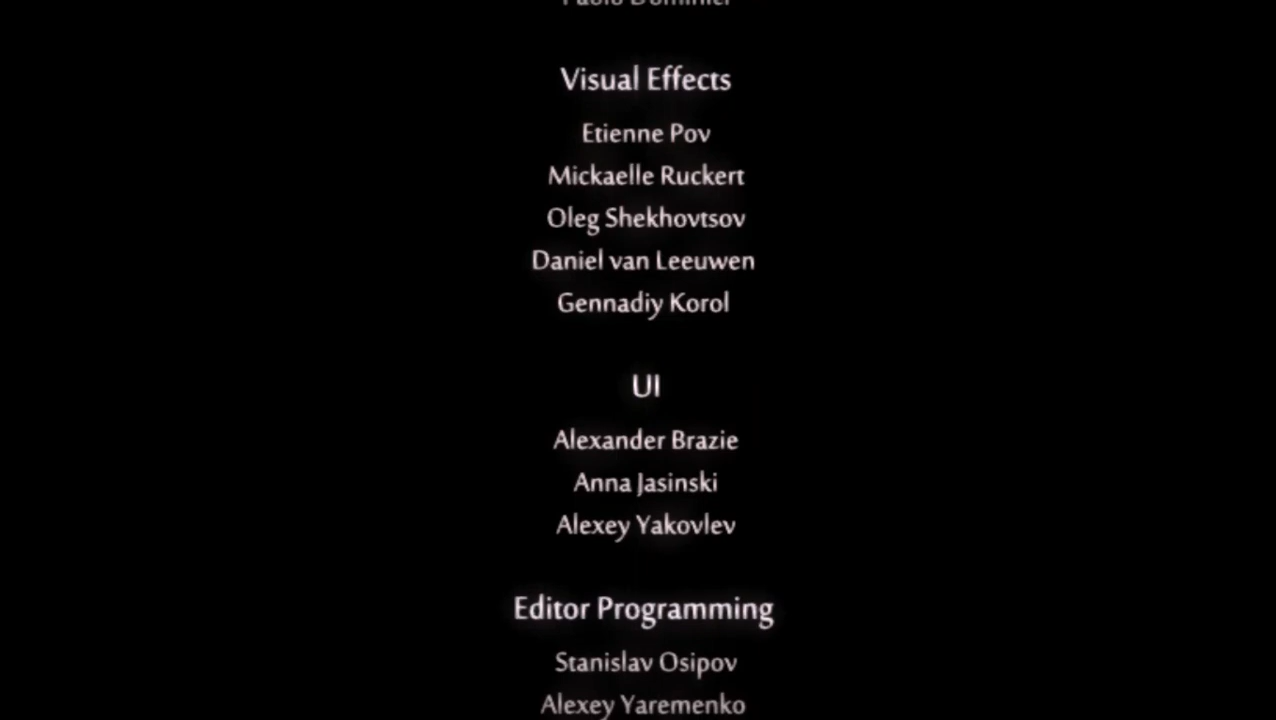 Visual Effects
Etienne Pov
Mickaelle Ruckert
Oleg Shekhovtsov
Daniel van Leeuwen
Gennadiy Korol
UI
Alexander Brazie
Anna Jasinski
Alexey Yakovlev
Editor Programming
Stanislav Osipov
Alexey Yaremenko